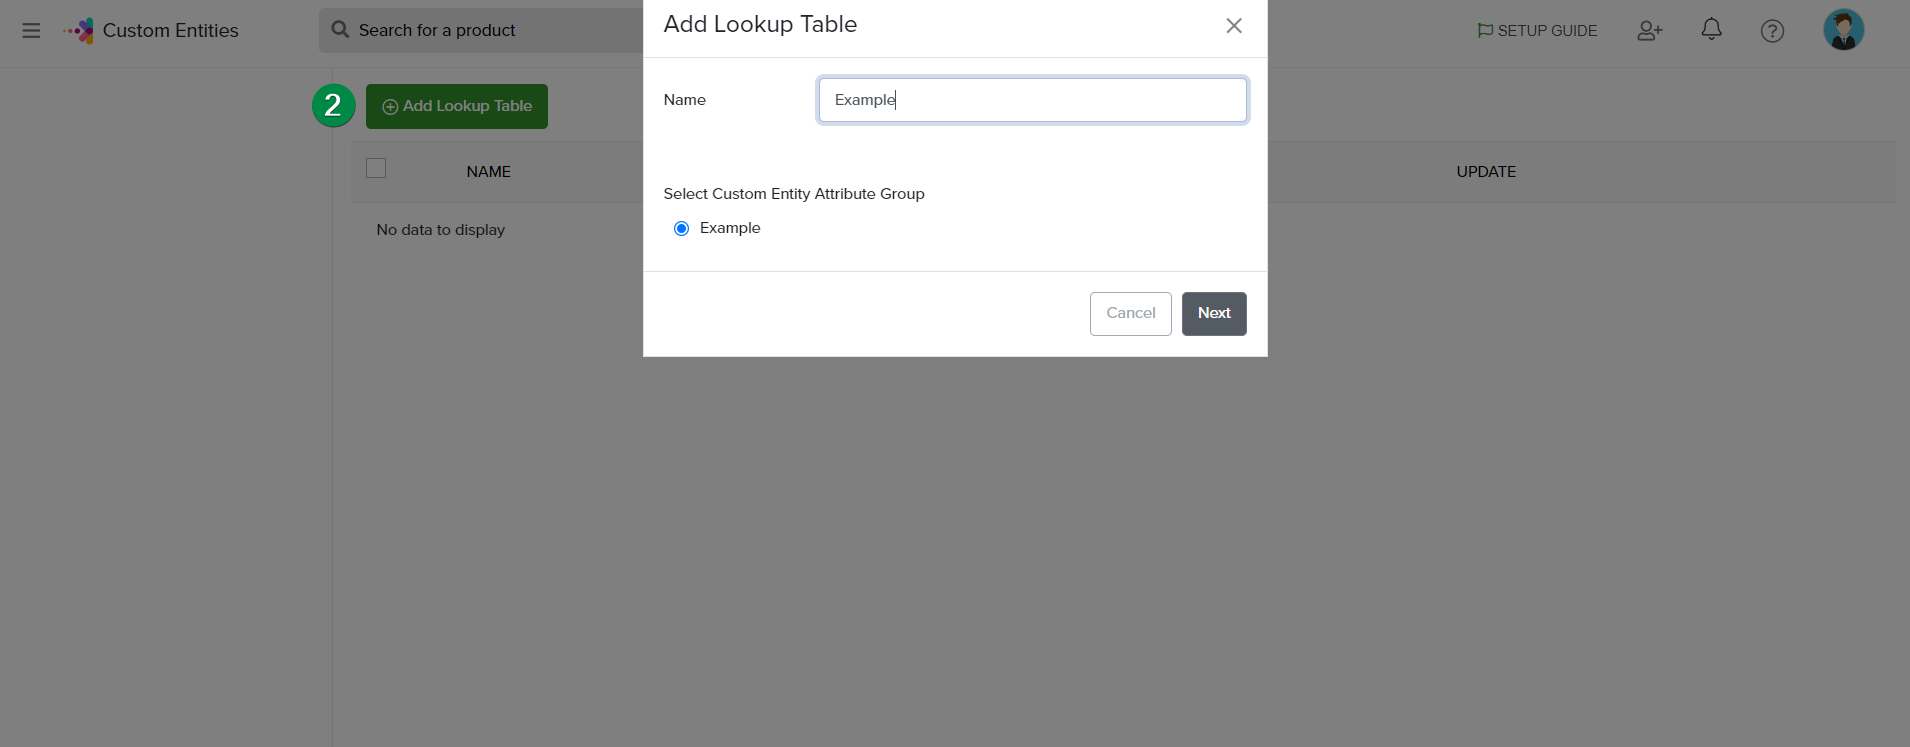 Custom Entities
Search for a product
Add Lookup Table
SETUP GUIDE
?
2
Add Lookup Table
Name
Example
NAME
UPDATE
Select Custom Entity Attribute Group
Example
No data to display
Cancel
Next